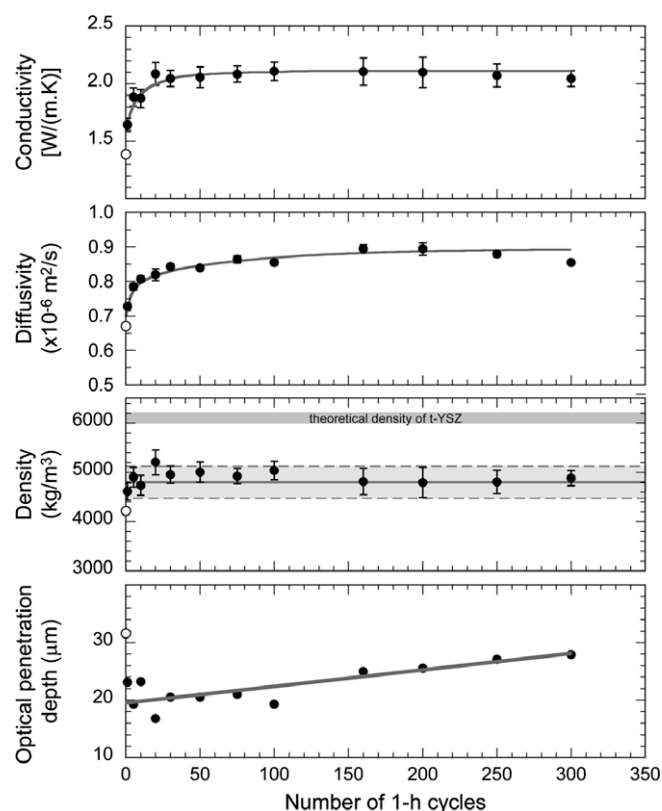 Conductivity
[W/(m.K)]
2.5
2.0
1.5
Diffusivity
(x10-6 m2/s)
1.0
0.9
0.8
0.7
0.6
0.5
Density
(kg/m3)
6000
5000
4000
3000
theoretical density of t-YSZ
Optical penetration
depth (μm)
30
20
10
0 50 100 150 200 250 300 350
Number of 1-h cycles